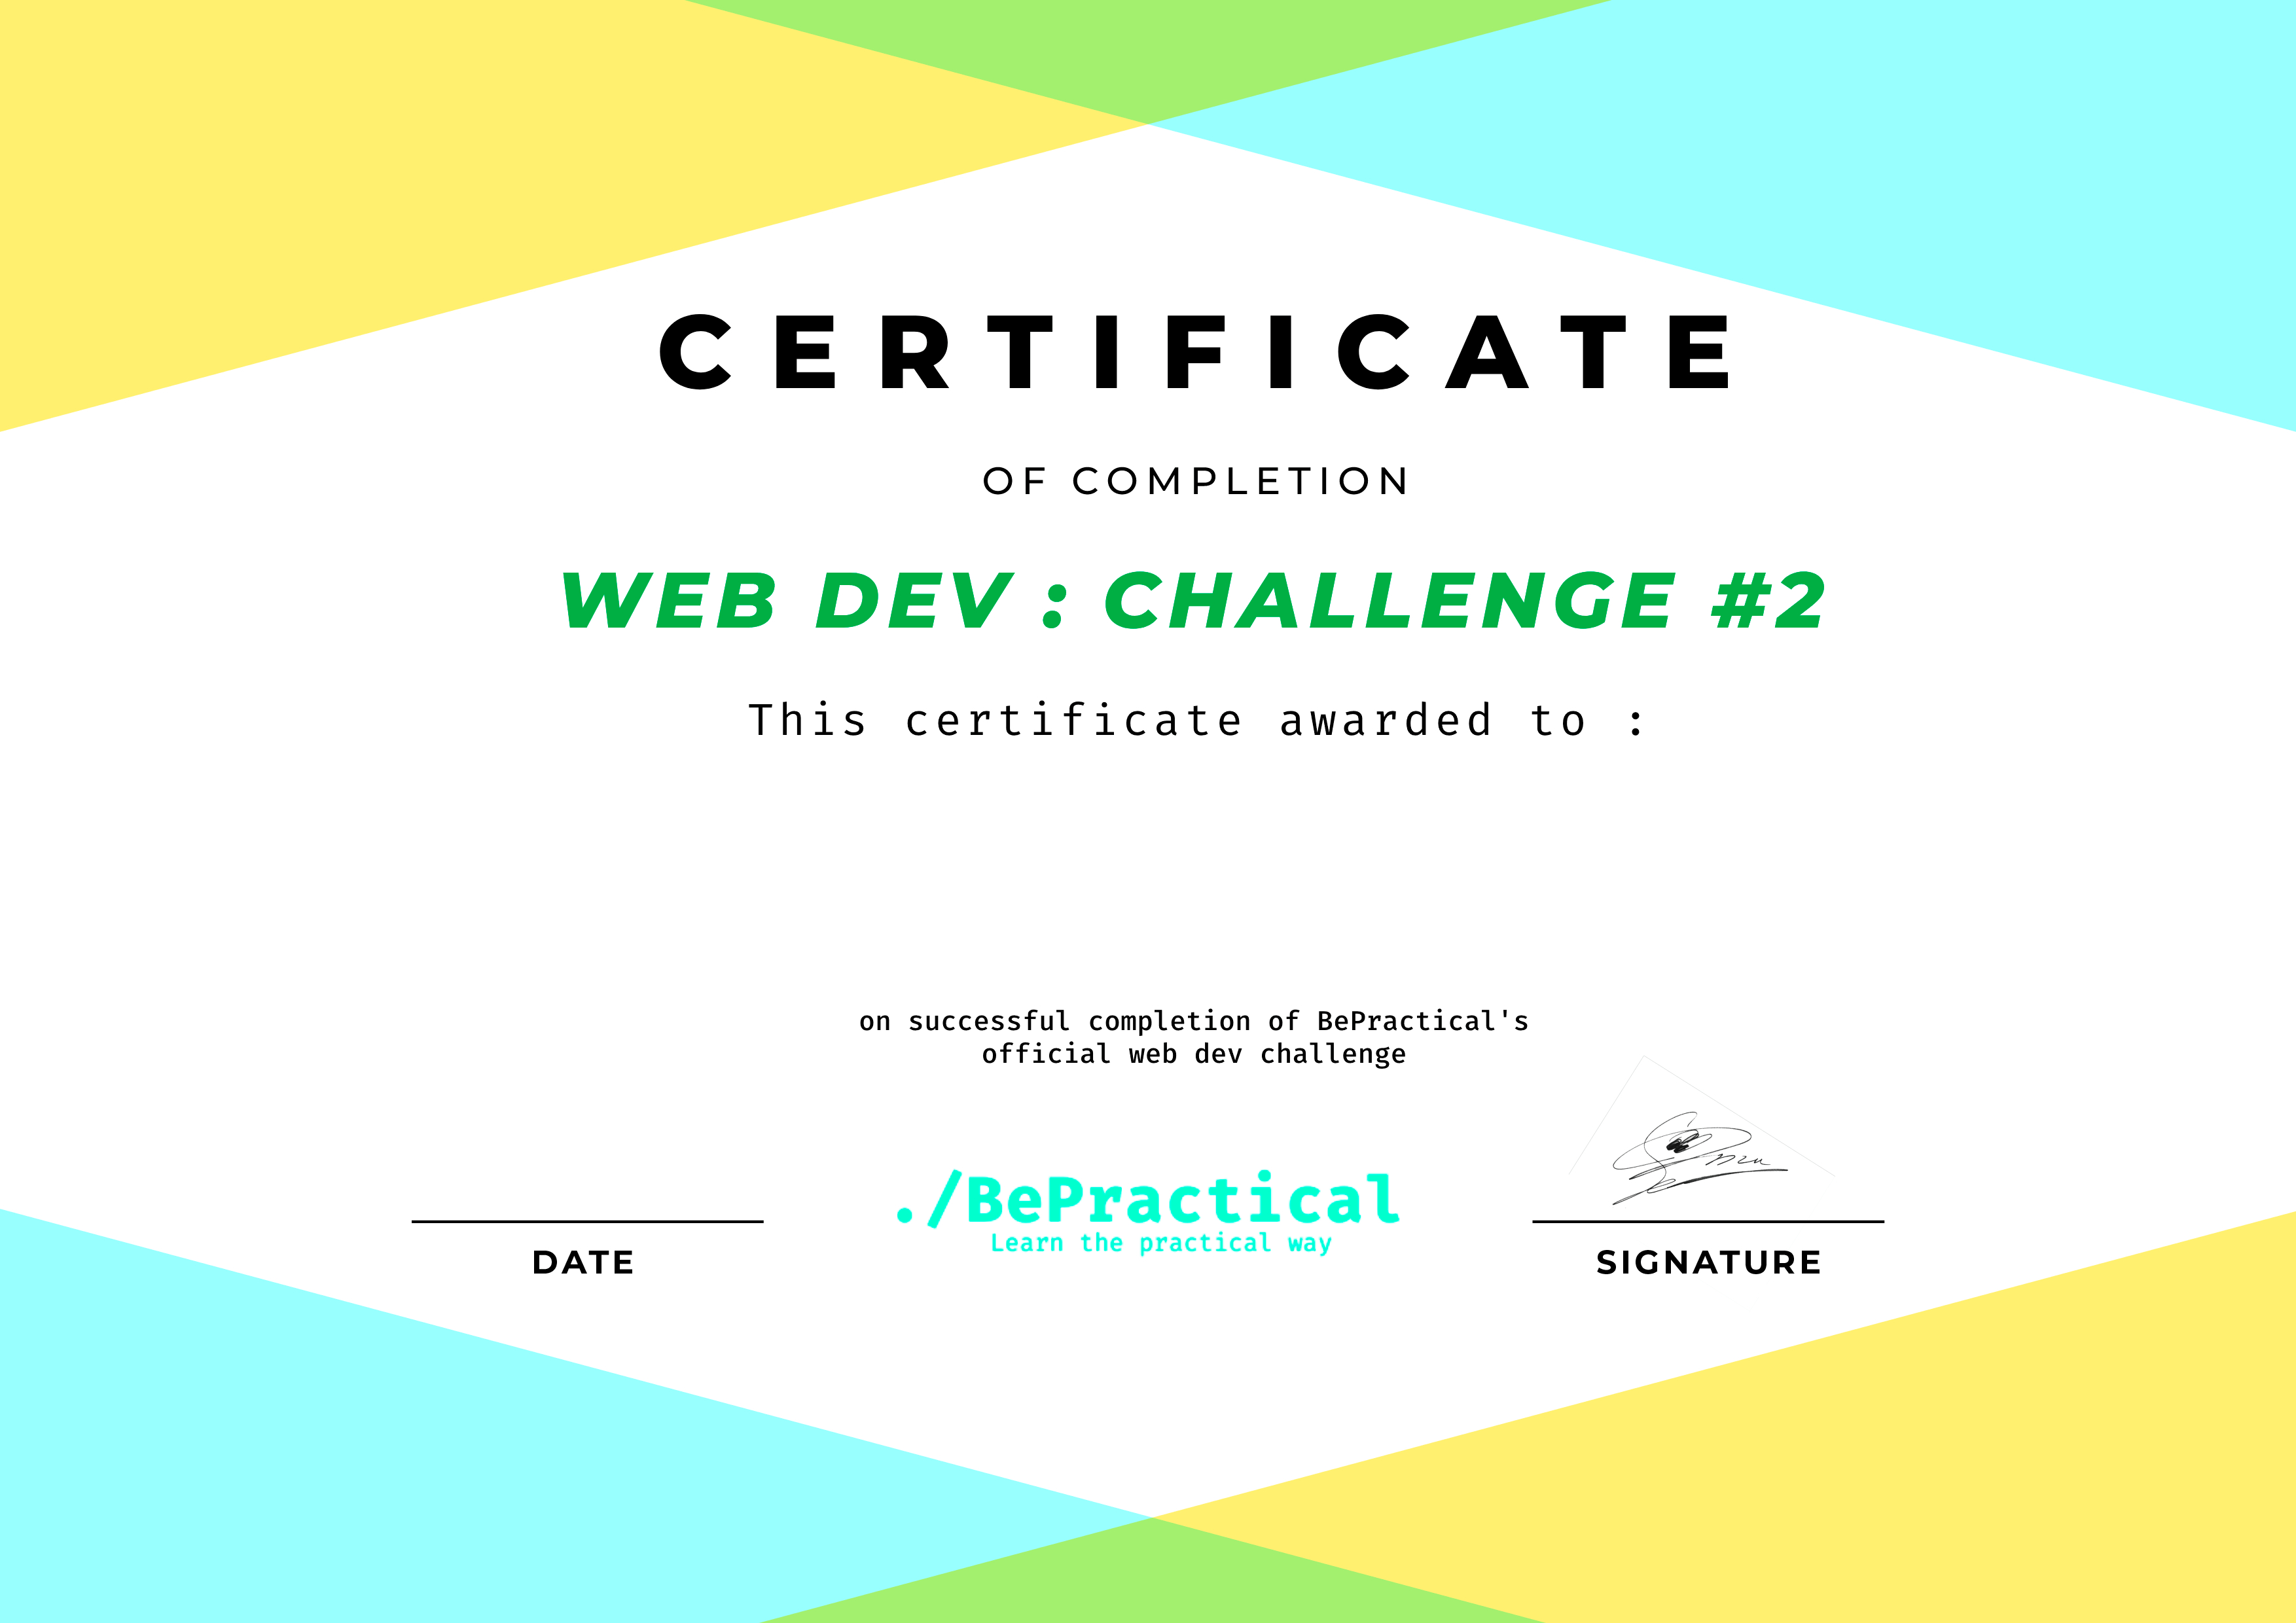 CERTIFICATE
OF COMPLETION
WEB DEV : CHALLENGE #2
This certificate awarded to :
on successful completion of BePractical's
official web dev challenge
./BePractical
Learn the practical way
DATE
SIGNATURE